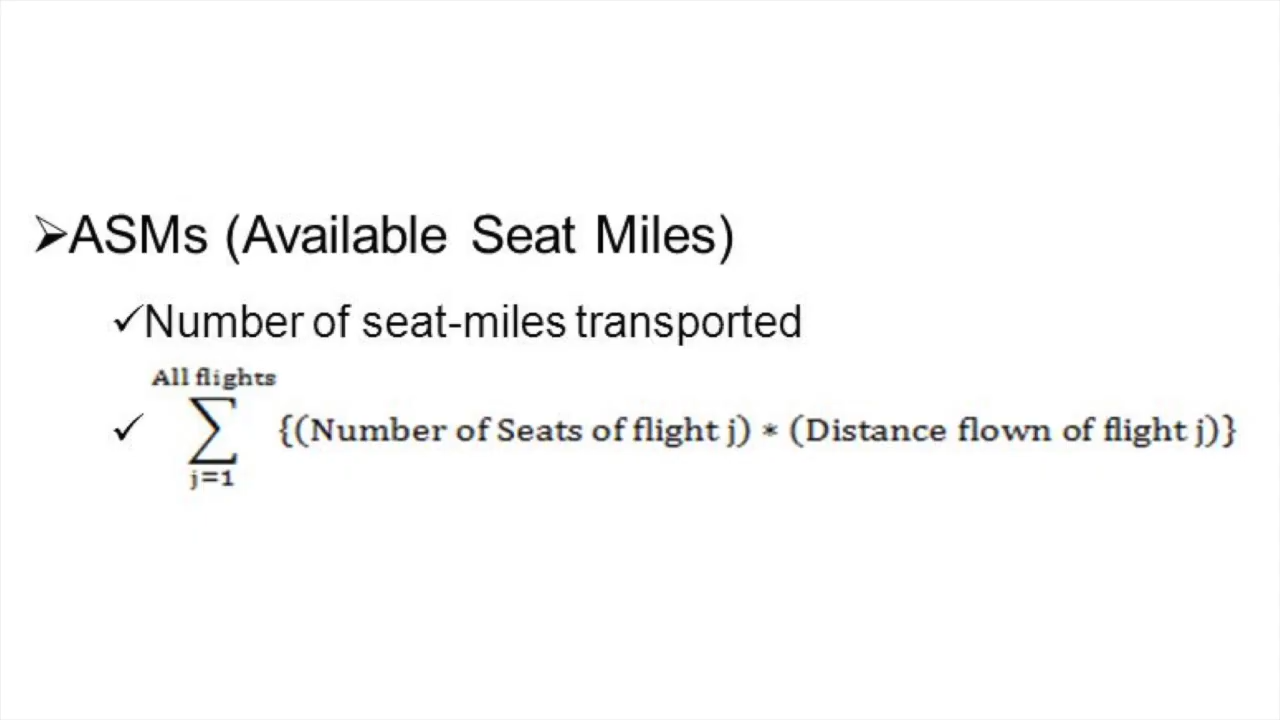 ➢ASMs (Available Seat Miles)
✓Number of seat-miles transported
All flights
✓ ∑ {(Number of Seats of flight j) * (Distance flown of flight j)}
j=1